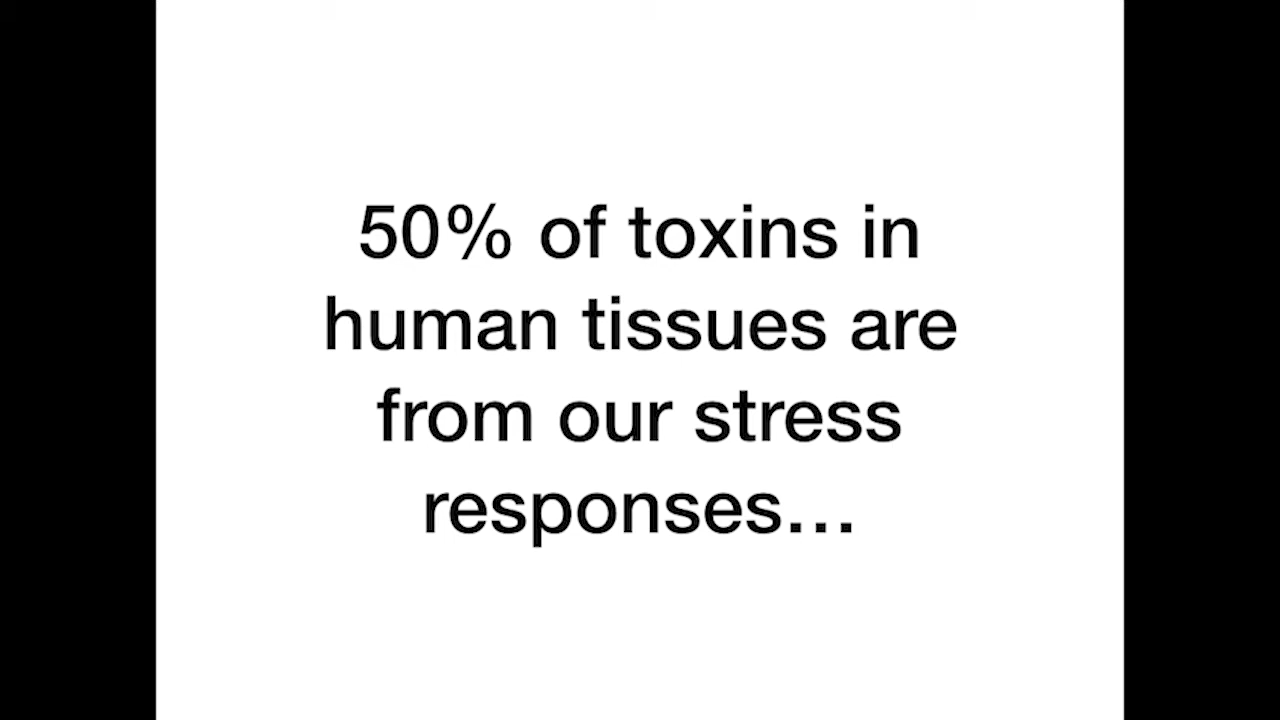 50% of toxins in
human tissues are
from our stress
responses...